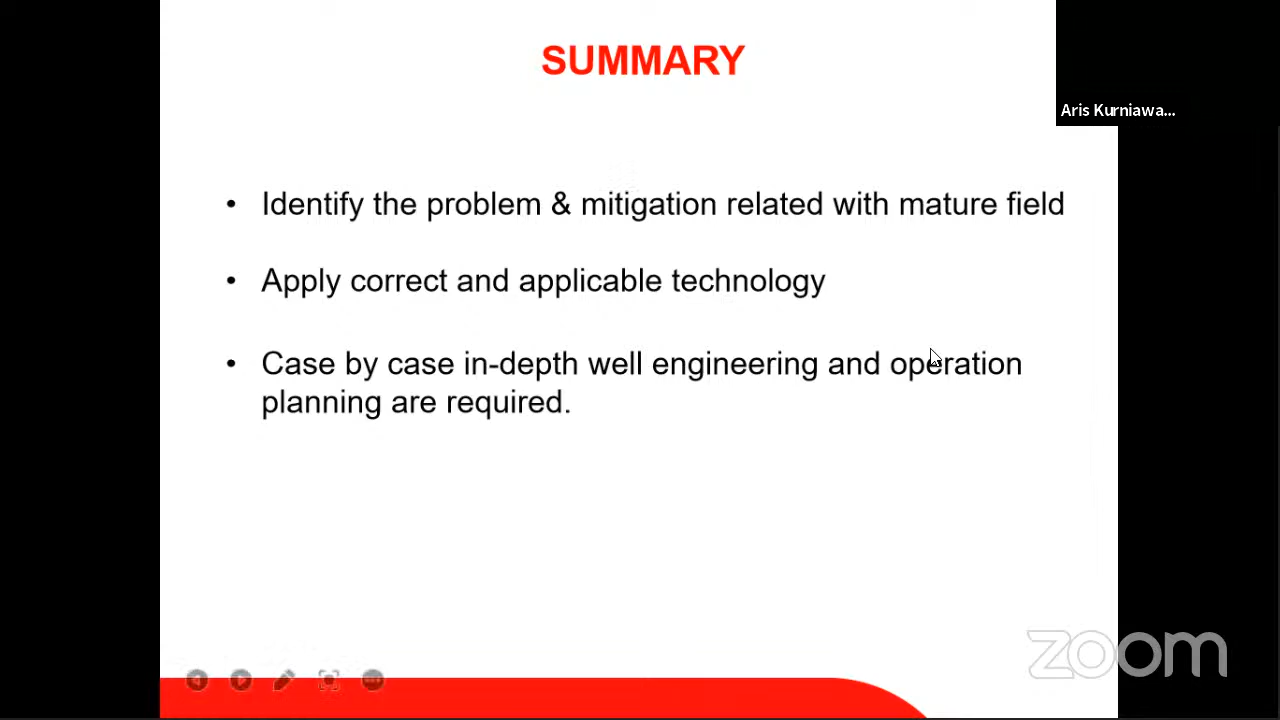 SUMMARY
Aris Kurniawa...
• Identify the problem & mitigation related with mature field
• Apply correct and applicable technology
• Case by case in-depth well engineering and operation
planning are required.
zoom